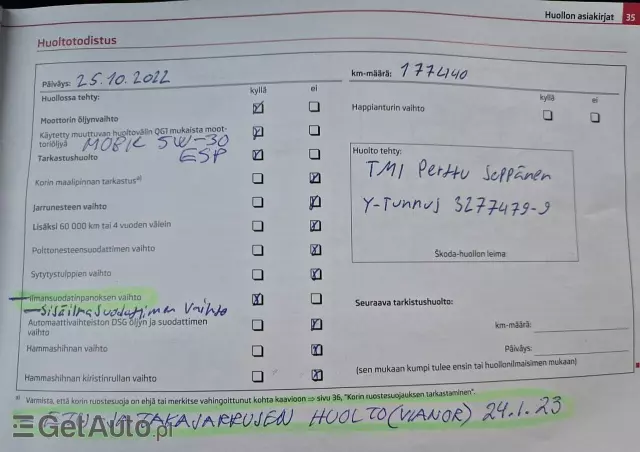 Huollon asiakirjat 35
Huoltotodistus
Päiväys: 25.10.2022
km-määrä: 177440
kyllä ei
Huollossa tehty:
Moottorin öljynvaihto
Käytetty muuttuvan huoltovälin QG1 mukaista moot-
toriöljyä MOBIL 5W-30
Tarkastushuolto ESP
Korin maalipinnan tarkastus a)
Jarrunesteen vaihto
Lisäksi 60 000 km tai 4 vuoden välein
Polttonesteensuodattimen vaihto
Sytytystulppien vaihto
Ilmansuodatinpanoksen vaihto
- Sisäilmasuodattimen vaihto
Automaattivaihteiston DSG öljyn ja suodattimen
vaihto
Hammashihnan vaihto
Hammashihnan kiristinrullan vaihto
kyllä ei
Happianturin vaihto
Huolto tehty:
TMI Perttu Seppänen
Y-Tunnus 3277479-9
Škoda-huollon leima
Seuraava tarkistushuolto:
km-määrä:
Päiväys:
(sen mukaan kumpi tulee ensin tai huollonilmaisimen mukaan)
a) Varmista, että korin ruostesuoja on ehjä tai merkitse vahingoittunut kohta kaavioon ⇒ sivu 36, "Korin ruostesuojauksen tarkastaminen".
TAKAJARRUJEN HUOLTO (VIANOR) 24.1.23
GetAuto.pl